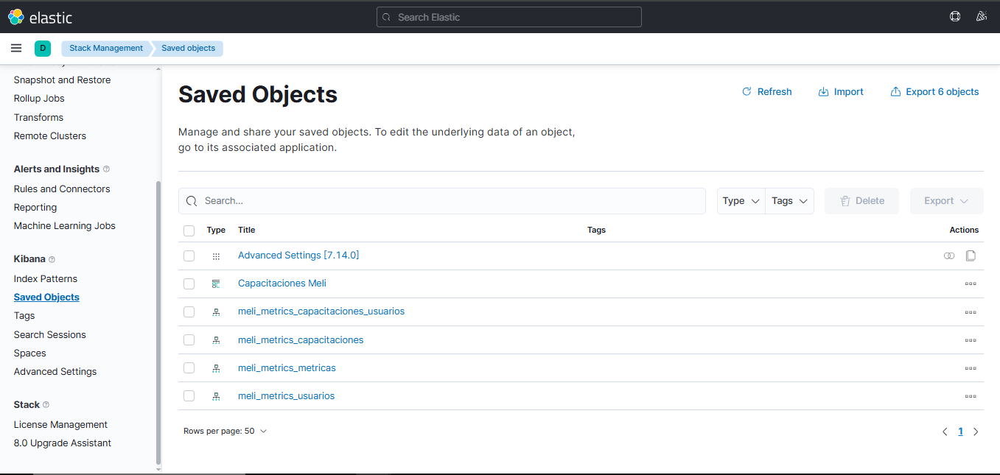 elastic
Search Elastic
D
Stack Management
Saved objects
Snapshot and Restore
Rollup Jobs
Transforms
Remote Clusters
Alerts and Insights
Rules and Connectors
Reporting
Machine Learning Jobs
Kibana
Index Patterns
Saved Objects
Tags
Search Sessions
Spaces
Advanced Settings
Stack
License Management
8.0 Upgrade Assistant
Saved Objects
Refresh
Import
Export 6 objects
Manage and share your saved objects. To edit the underlying data of an object,
go to its associated application.
Search...
Type
Tags
Delete
Export
Type Title Tags Actions
Advanced Settings [7.14.0]
Capacitaciones Meli
meli_metrics_capacitaciones_usuarios
meli_metrics_capacitaciones
meli_metrics_metricas
meli_metrics_usuarios
Rows per page: 50
1